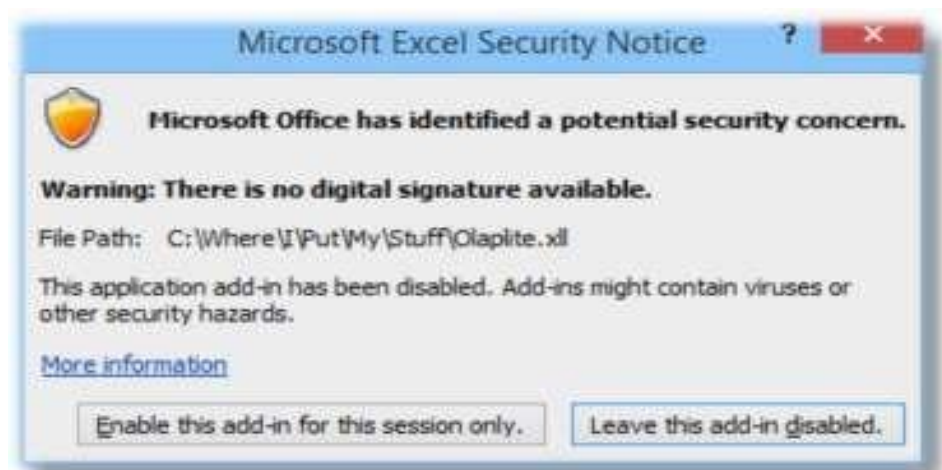 Microsoft Excel Security Notice ?
Microsoft Office has identified a potential security concern.
Warning: There is no digital signature available.
File Path: C:\Where\I\Put\My\Stuff\Olaplite.xll
This application add-in has been disabled. Add-ins might contain viruses or
other security hazards.
More information
Enable this add-in for this session only. Leave this add-in disabled.